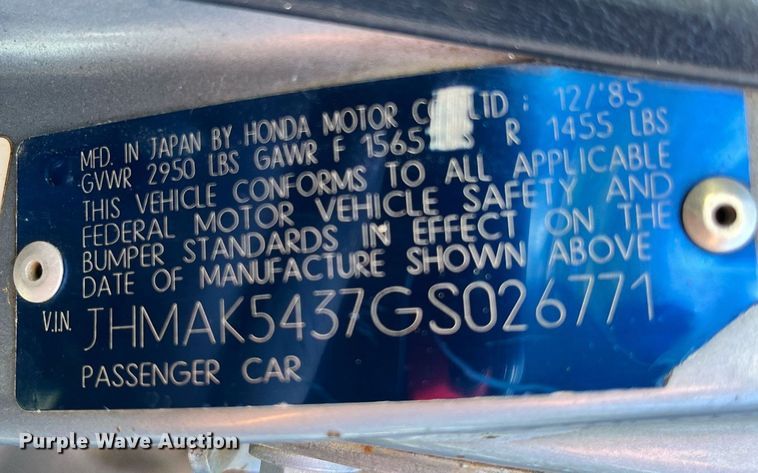 MFD. IN JAPAN BY HONDA MOTOR CO LTD : 12/'85
GVWR 2950 LBS GAWR F 1565 R 1455 LBS
THIS VEHICLE CONFORMS TO ALL APPLICABLE
FEDERAL MOTOR VEHICLE SAFETY AND
BUMPER STANDARDS IN EFFECT ON THE
DATE OF MANUFACTURE SHOWN ABOVE
V.I.N. JHMAK5437GS026771
PASSENGER CAR
Purple Wave Auction